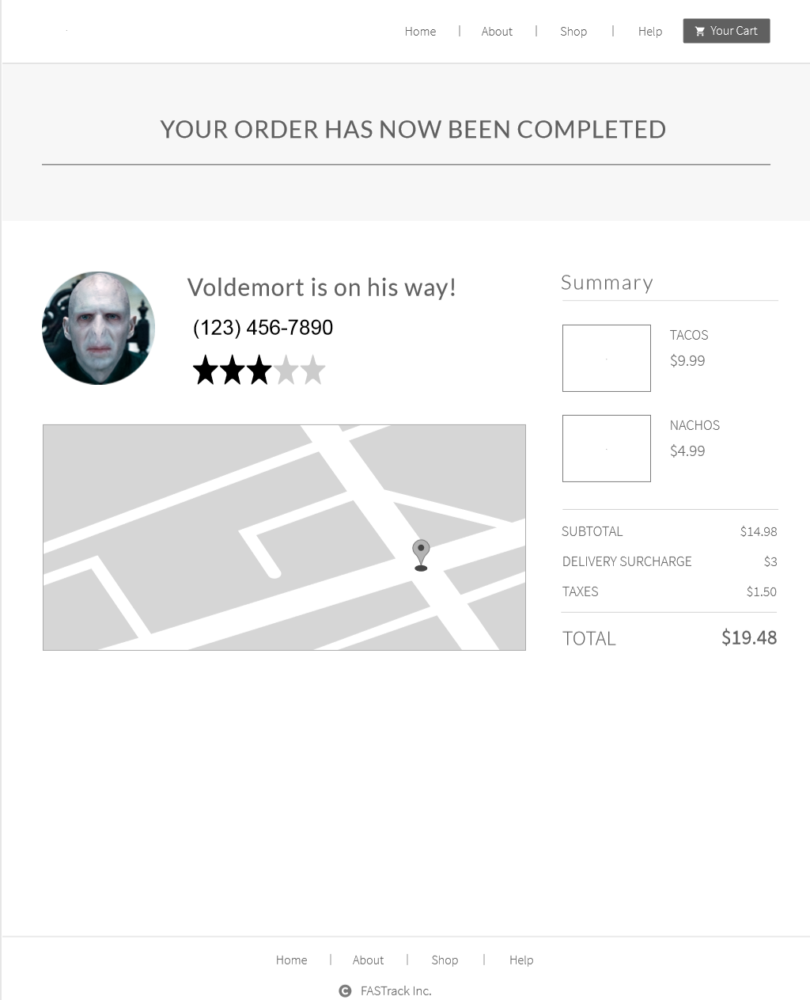 Home | About | Shop | Help Your Cart
YOUR ORDER HAS NOW BEEN COMPLETED
Voldemort is on his way!
(123) 456-7890
Summary
TACOS
$9.99
NACHOS
$4.99
SUBTOTAL $14.98
DELIVERY SURCHARGE $3
TAXES $1.50
TOTAL $19.48
Home | About | Shop | Help
© FASTrack Inc.